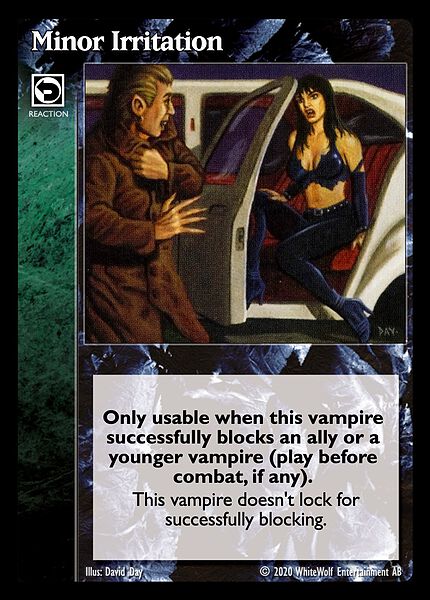 Minor Irritation
REACTION
DAY.
Only usable when this vampire
successfully blocks an ally or a
younger vampire (play before
combat, if any).
This vampire doesn't lock for
successfully blocking.
Illus: David Day
© 2020 WhiteWolf Entertainment AB